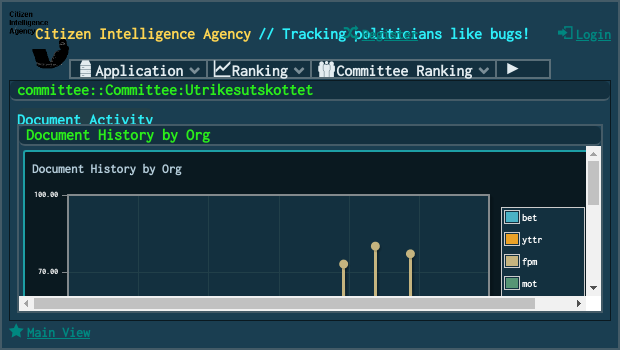 Citizen
Intelligence
Agency
Citizen Intelligence Agency // Tracking politicians like bugs!
Register
Login
Application
Ranking
Committee Ranking
committee::Committee:Utrikesutskottet
Document Activity
Document History by Org
Document History by Org
100.00
70.00
bet
yttr
fpm
mot
Main View